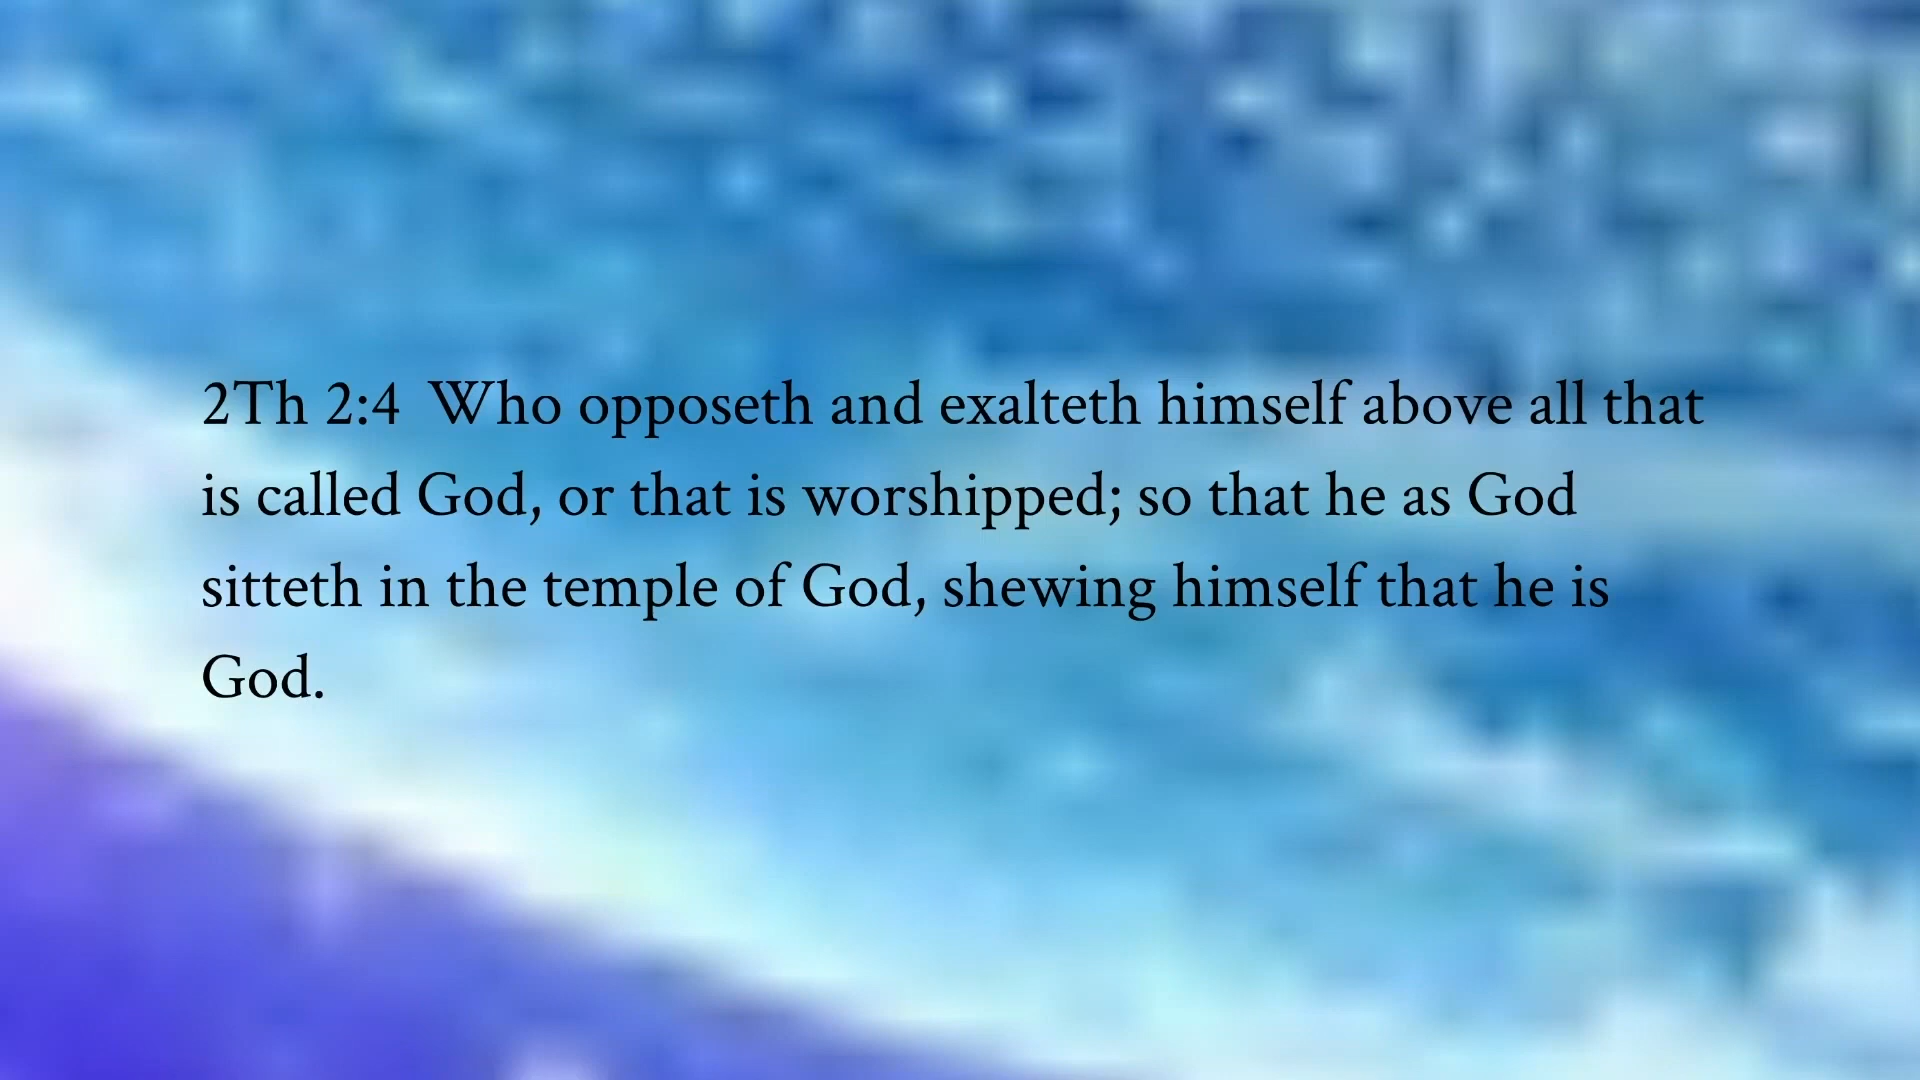 2Th 2:4  Who opposeth and exalteth himself above all that
is called God, or that is worshipped; so that he as God
sitteth in the temple of God, shewing himself that he is
God.